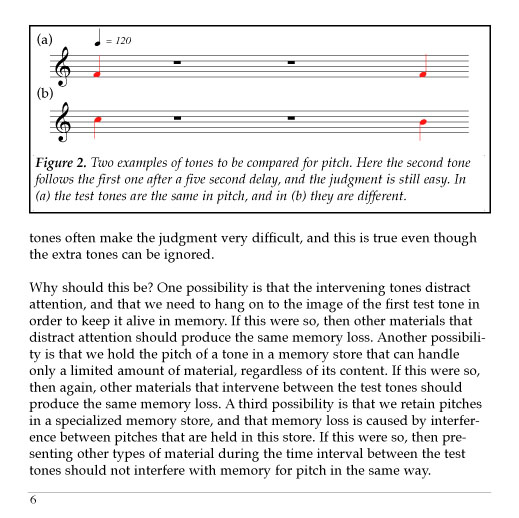 (a)
= 120
(b)
Figure 2. Two examples of tones to be compared for pitch. Here the second tone
follows the first one after a five second delay, and the judgment is still easy. In
(a) the test tones are the same in pitch, and in (b) they are different.
tones often make the judgment very difficult, and this is true even though
the extra tones can be ignored.
Why should this be? One possibility is that the intervening tones distract
attention, and that we need to hang on to the image of the first test tone in
order to keep it alive in memory. If this were so, then other materials that
distract attention should produce the same memory loss. Another possibili-
ty is that we hold the pitch of a tone in a memory store that can handle
only a limited amount of material, regardless of its content. If this were so,
then again, other materials that intervene between the test tones should
produce the same memory loss. A third possibility is that we retain pitches
in a specialized memory store, and that memory loss is caused by interfer-
ence between pitches that are held in this store. If this were so, then pre-
senting other types of material during the time interval between the test
tones should not interfere with memory for pitch in the same way.
6